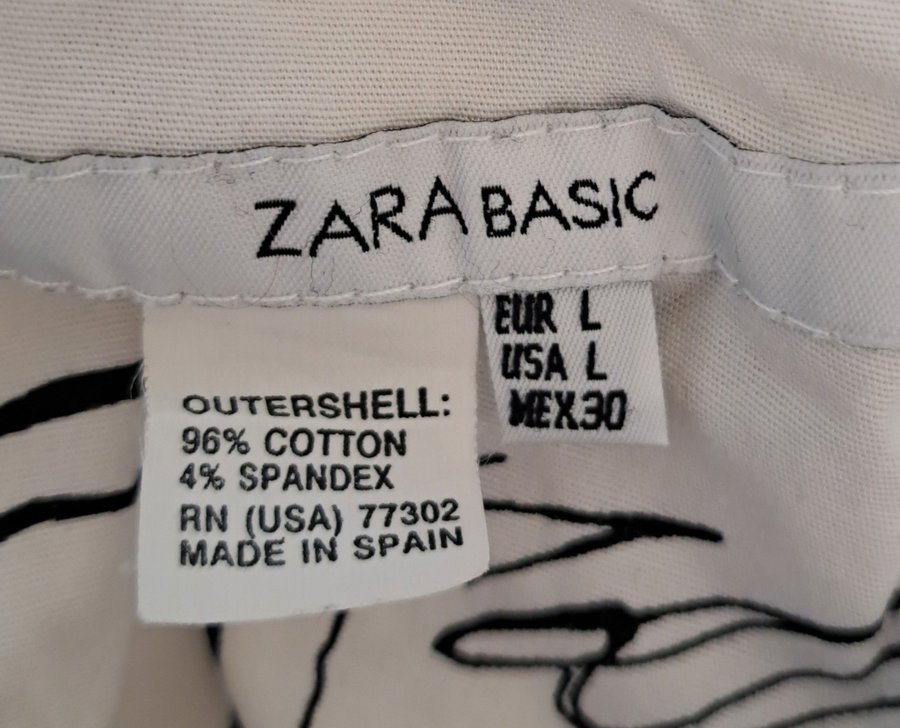 ZARA BASIC
EUR L
USA L
MEX 30
OUTERSHELL:
96% COTTON
4% SPANDEX
RN (USA) 77302
MADE IN SPAIN